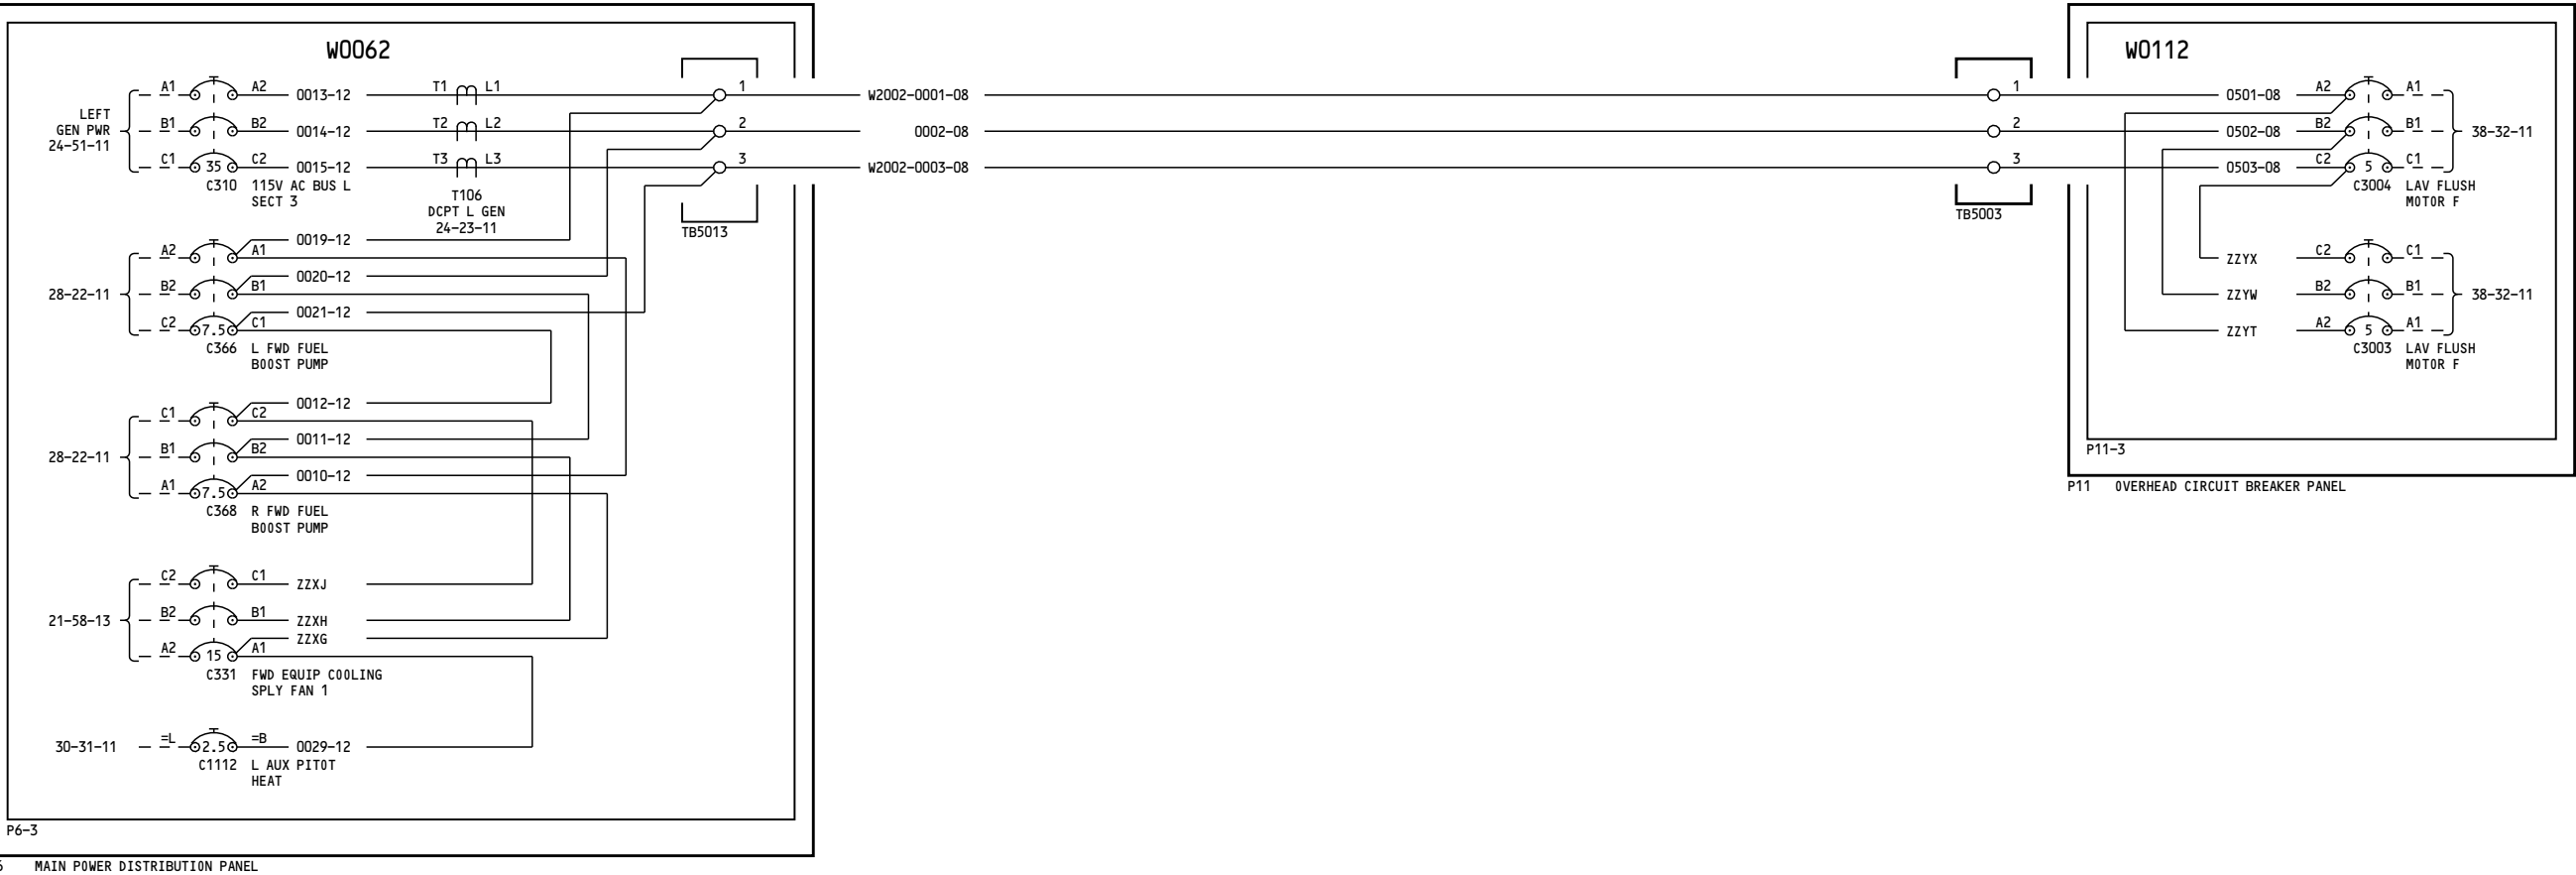 W0062
LEFT
GEN PWR
24-51-11
A1 A2 0013-12 T1 L1 1
B1 B2 0014-12 T2 L2 2
C1 35 C2 0015-12 T3 L3 3
C310 115V AC BUS L
SECT 3
T106
DCPT L GEN
24-23-11
TB5013
0019-12
A2 A1
0020-12
28-22-11 B2 B1
0021-12
C2 7.5 C1
C366 L FWD FUEL
BOOST PUMP
0012-12
C1 C2
0011-12
28-22-11 B1 B2
0010-12
A1 7.5 A2
C368 R FWD FUEL
BOOST PUMP
C2 C1 ZZXJ
21-58-13 B2 B1 ZZXH
ZZXG
A2 15 A1
C331 FWD EQUIP COOLING
SPLY FAN 1
30-31-11 =L 2.5 =B 0029-12
C1112 L AUX PITOT
HEAT
P6-3
MAIN POWER DISTRIBUTION PANEL
W2002-0001-08
0002-08
W2002-0003-08
1
2
3
TB5003
W0112
0501-08 A2 A1
0502-08 B2 B1 38-32-11
0503-08 C2 5 C1
C3004 LAV FLUSH
MOTOR F
ZZYX C2 C1
ZZYW B2 B1 38-32-11
ZZYT A2 5 A1
C3003 LAV FLUSH
MOTOR F
P11-3
P11 OVERHEAD CIRCUIT BREAKER PANEL